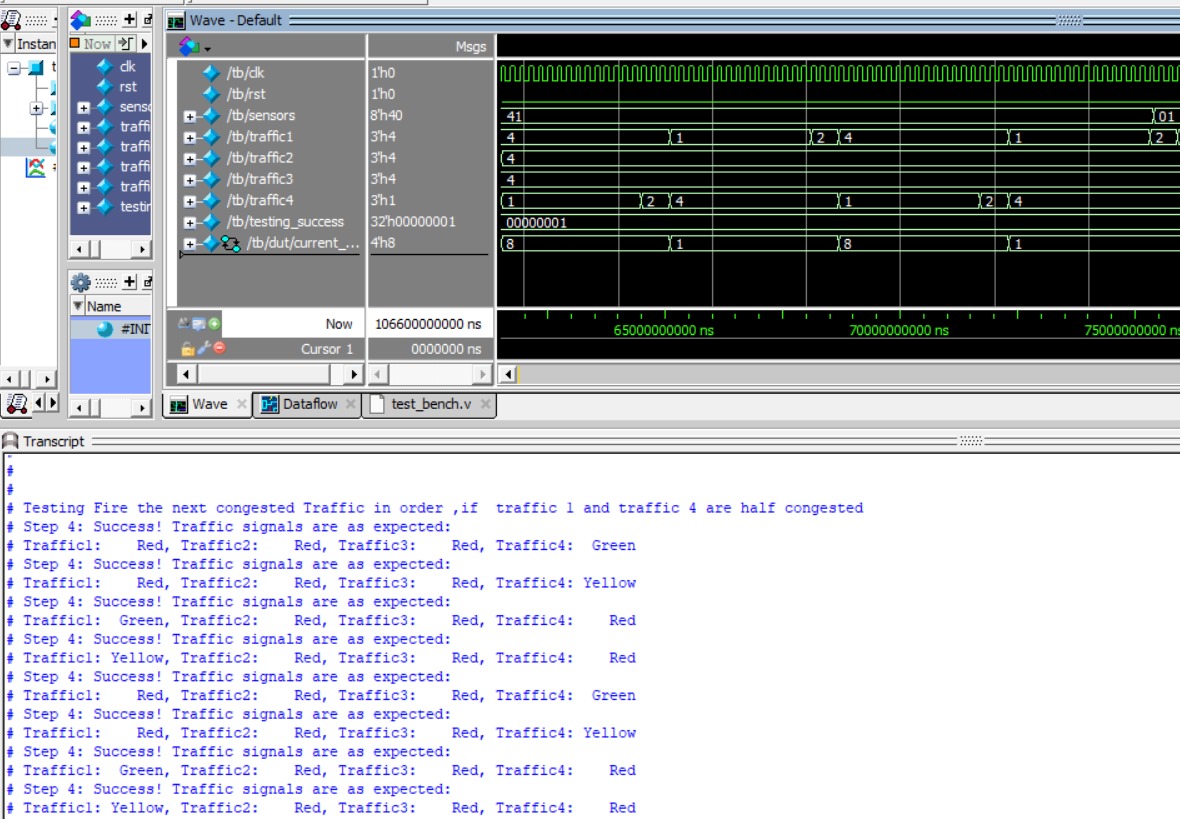 Wave - Default
Instan
Now
Msgs
clk
rst
senso
traffi
traffi
traffi
traffi
testin
/tb/clk 1'h0
/tb/rst 1'h0
/tb/sensors 8'h40 41 01
/tb/traffic1 3'h4 4 1 2 4 1 2
/tb/traffic2 3'h4 4
/tb/traffic3 3'h4 4
/tb/traffic4 3'h1 1 2 4 1 2 4
/tb/testing_success 32'h00000001 00000001
/tb/dut/current_... 4'h8 8 1 8 1
Name
#INI
Now 106600000000 ns 65000000000 ns 70000000000 ns 75000000000 ns
Cursor 1 0000000 ns
Wave Dataflow test_bench.v
Transcript
#
#
# Testing Fire the next congested Traffic in order ,if  traffic 1 and traffic 4 are half congested
# Step 4: Success! Traffic signals are as expected:
# Traffic1:    Red, Traffic2:    Red, Traffic3:    Red, Traffic4:  Green
# Step 4: Success! Traffic signals are as expected:
# Traffic1:    Red, Traffic2:    Red, Traffic3:    Red, Traffic4: Yellow
# Step 4: Success! Traffic signals are as expected:
# Traffic1:  Green, Traffic2:    Red, Traffic3:    Red, Traffic4:    Red
# Step 4: Success! Traffic signals are as expected:
# Traffic1: Yellow, Traffic2:    Red, Traffic3:    Red, Traffic4:    Red
# Step 4: Success! Traffic signals are as expected:
# Traffic1:    Red, Traffic2:    Red, Traffic3:    Red, Traffic4:  Green
# Step 4: Success! Traffic signals are as expected:
# Traffic1:    Red, Traffic2:    Red, Traffic3:    Red, Traffic4: Yellow
# Step 4: Success! Traffic signals are as expected:
# Traffic1:  Green, Traffic2:    Red, Traffic3:    Red, Traffic4:    Red
# Step 4: Success! Traffic signals are as expected:
# Traffic1: Yellow, Traffic2:    Red, Traffic3:    Red, Traffic4:    Red